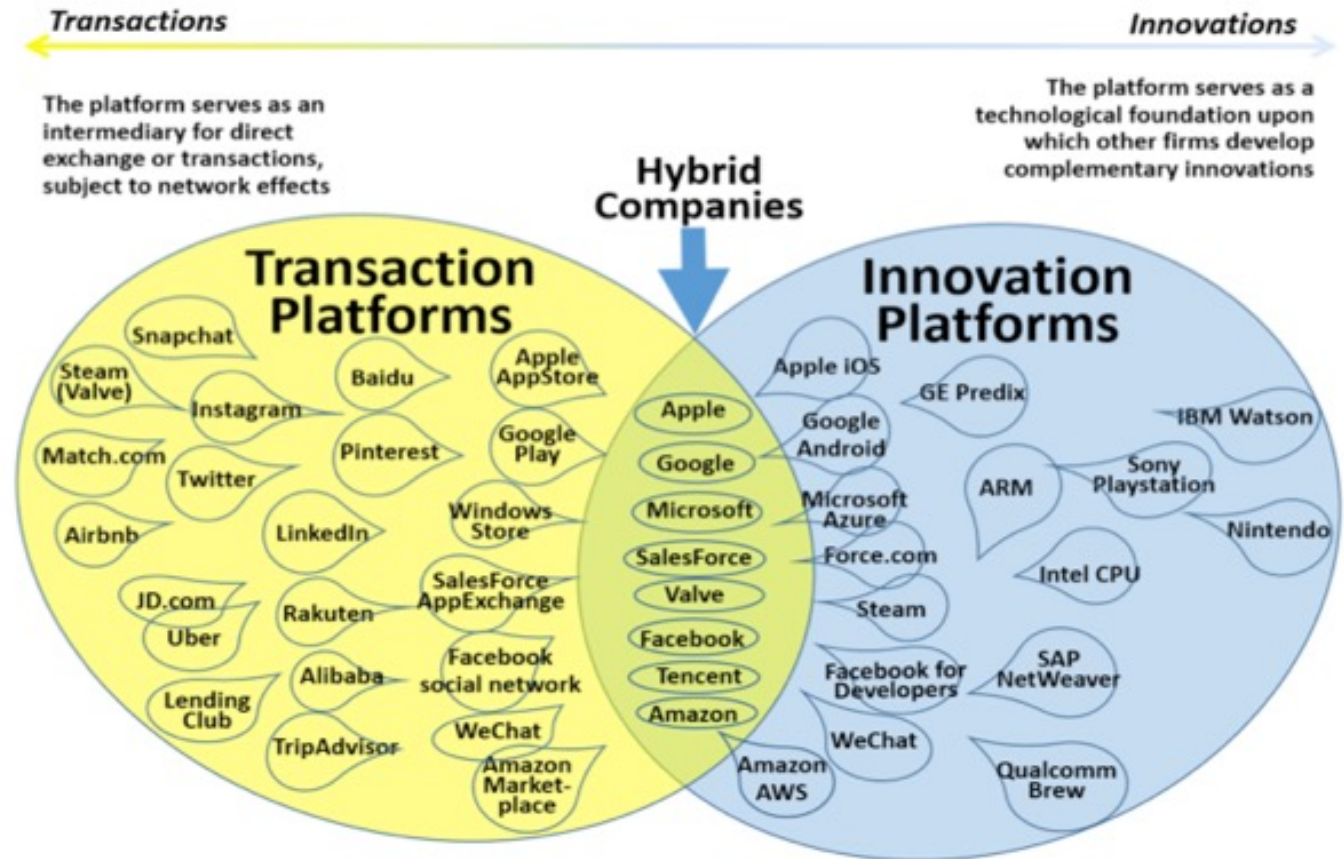 Transactions
Innovations
The platform serves as an
intermediary for direct
exchange or transactions,
subject to network effects
The platform serves as a
technological foundation upon
which other firms develop
complementary innovations
Hybrid
Companies
Transaction
Platforms
Innovation
Platforms
Snapchat
Steam
(Valve)
Instagram
Baidu
Apple
AppStore
Match.com
Twitter
Pinterest
Google
Play
Airbnb
LinkedIn
Windows
Store
JD.com
Uber
Rakuten
SalesForce
AppExchange
Lending
Club
Alibaba
Facebook
social network
TripAdvisor
WeChat
Amazon
Market-
place
Apple
Google
Microsoft
SalesForce
Valve
Facebook
Tencent
Amazon
Apple iOS
Google
Android
Microsoft
Azure
Force.com
Steam
Facebook for
Developers
WeChat
Amazon
AWS
GE Predix
IBM Watson
ARM
Sony
Playstation
Nintendo
Intel CPU
SAP
NetWeaver
Qualcomm
Brew